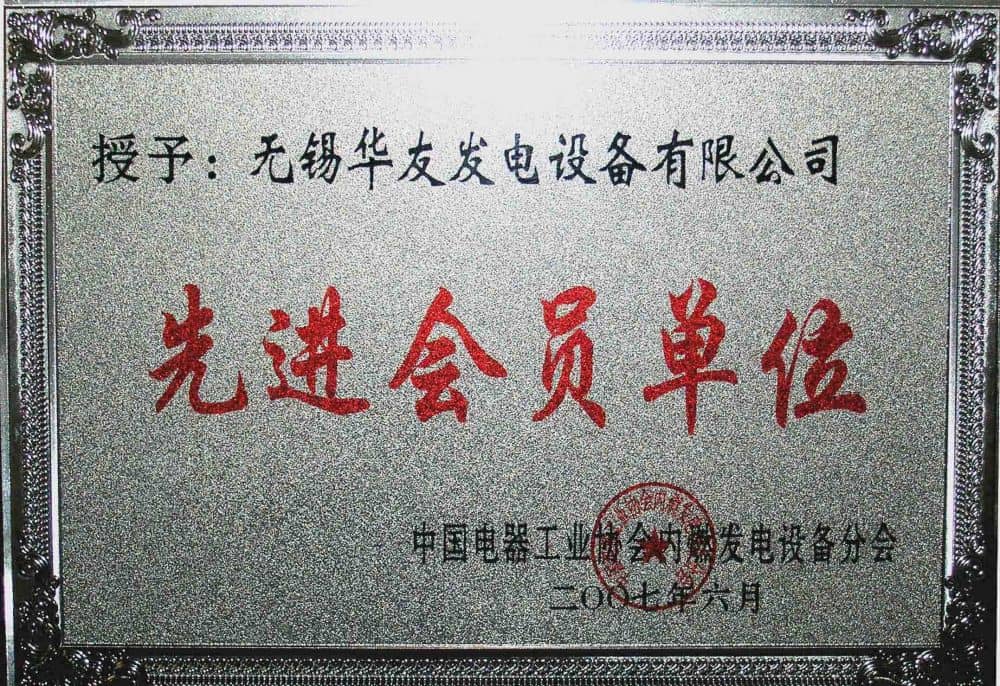 授予：无锡华友发电设备有限公司
先进会员单位
中国电器工业协会内燃发电设备分会
二〇〇七年六月